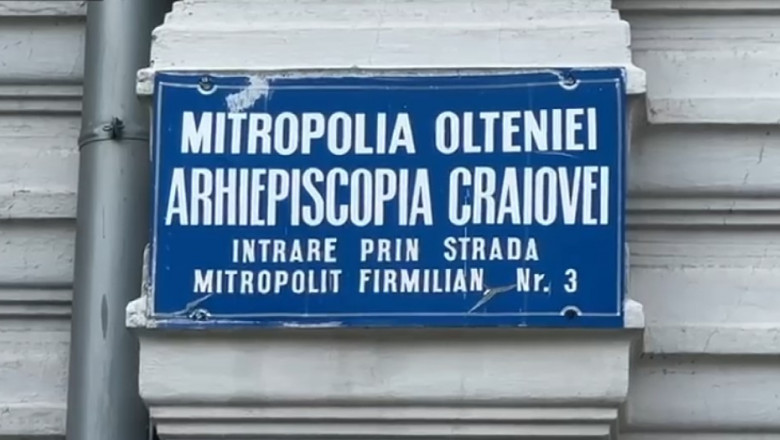 MITROPOLIA OLTENIEI
ARHIEPISCOPIA CRAIOVEI
INTRARE PRIN STRADA
MITROPOLIT FIRMILIAN, Nr. 3